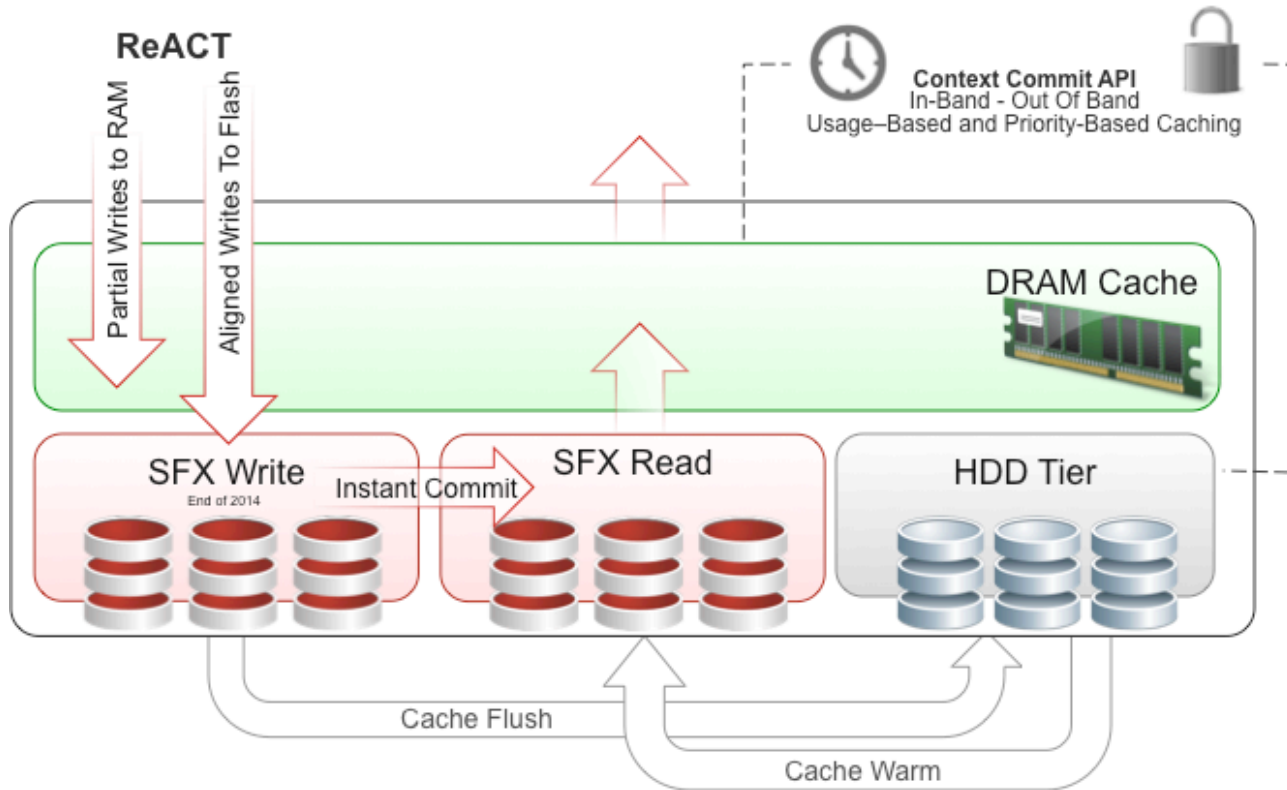 ReACT
Partial Writes to RAM
Aligned Writes To Flash
Context Commit API
In-Band - Out Of Band
Usage–Based and Priority-Based Caching
DRAM Cache
SFX Write
End of 2014
Instant Commit
SFX Read
HDD Tier
Cache Flush
Cache Warm